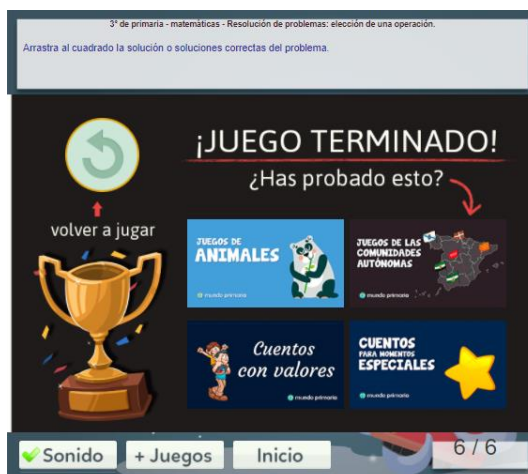 3° de primaria - matemáticas - Resolución de problemas: elección de una operación.
Arrastra al cuadrado la solución o soluciones correctas del problema.
¡JUEGO TERMINADO!
¿Has probado esto?
volver a jugar
JUEGOS DE
ANIMALES
mundo primaria
JUEGOS DE LAS
COMUNIDADES
AUTÓNOMAS
mundo primaria
Cuentos
con valores
mundo primaria
CUENTOS
PARA MOMENTOS
ESPECIALES
mundo primaria
Sonido
+ Juegos
Inicio
6 / 6